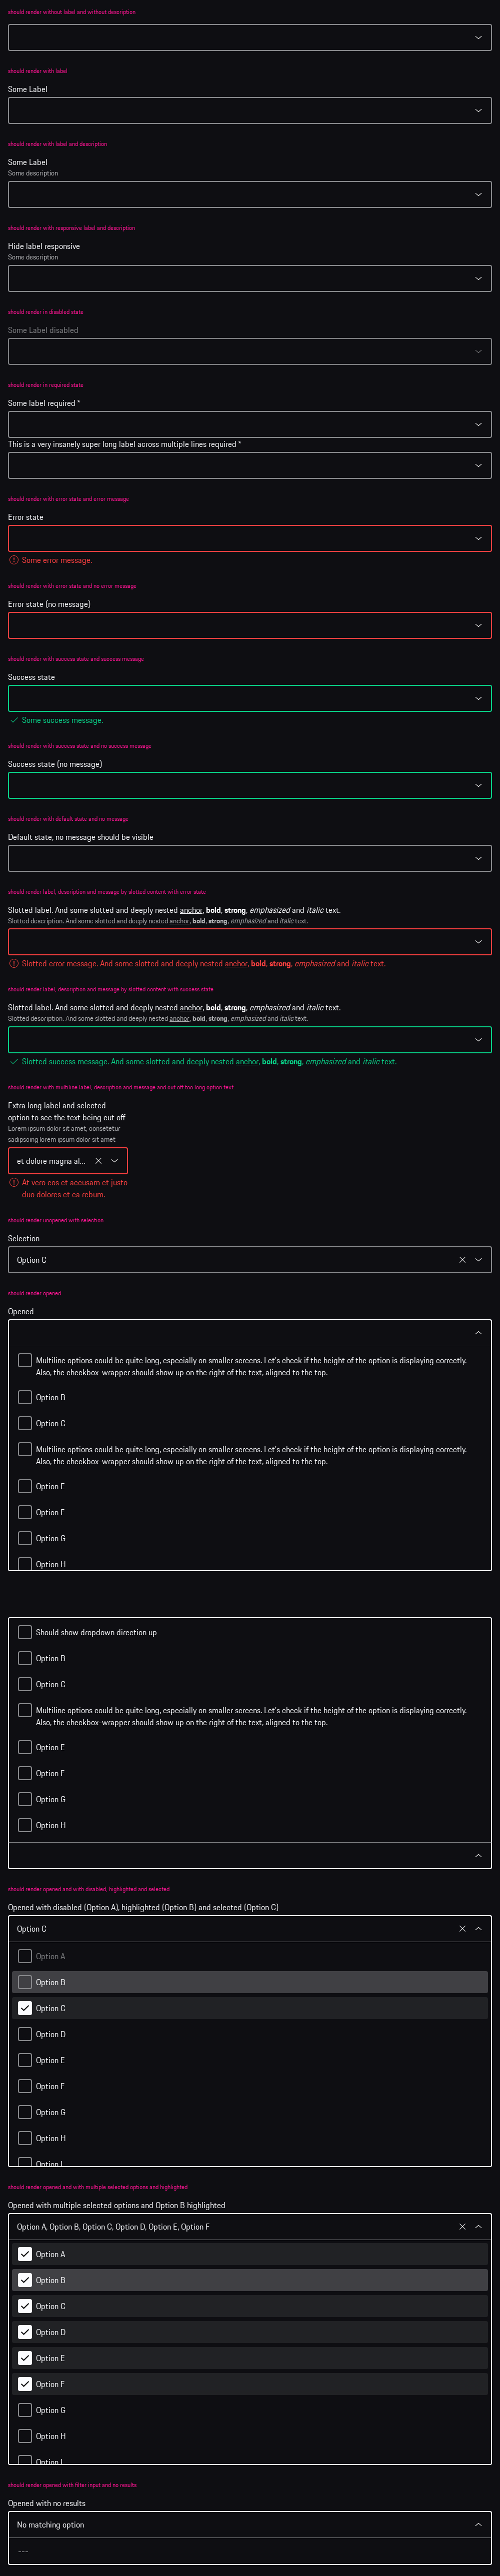 should render without label and without description
should render with label
Some Label
should render with label and description
Some Label
Some description
should render with responsive label and description
Hide label responsive
Some description
should render in disabled state
Some Label disabled
should render in required state
Some label required *
This is a very insanely super long label across multiple lines required *
should render with error state and error message
Error state
Some error message.
should render with error state and no error message
Error state (no message)
should render with success state and success message
Success state
Some success message.
should render with success state and no success message
Success state (no message)
should render with default state and no message
Default state, no message should be visible
should render label, description and message by slotted content with error state
Slotted label. And some slotted and deeply nested anchor, bold, strong, emphasized and italic text.
Slotted description. And some slotted and deeply nested anchor, bold, strong, emphasized and italic text.
Slotted error message. And some slotted and deeply nested anchor, bold, strong, emphasized and italic text.
should render label, description and message by slotted content with success state
Slotted label. And some slotted and deeply nested anchor, bold, strong, emphasized and italic text.
Slotted description. And some slotted and deeply nested anchor, bold, strong, emphasized and italic text.
Slotted success message. And some slotted and deeply nested anchor, bold, strong, emphasized and italic text.
should render with multiline label, description and message and cut off too long option text
Extra long label and selected
option to see the text being cut off
Lorem ipsum dolor sit amet, consetetur
sadipscing lorem ipsum dolor sit amet
et dolore magna al...
At vero eos et accusam et justo
duo dolores et ea rebum.
should render unopened with selection
Selection
Option C
should render opened
Opened
Multiline options could be quite long, especially on smaller screens. Let's check if the height of the option is displaying correctly.
Also, the checkbox-wrapper should show up on the right of the text, aligned to the top.
Option B
Option C
Multiline options could be quite long, especially on smaller screens. Let's check if the height of the option is displaying correctly.
Also, the checkbox-wrapper should show up on the right of the text, aligned to the top.
Option E
Option F
Option G
Option H
Should show dropdown direction up
Option B
Option C
Multiline options could be quite long, especially on smaller screens. Let's check if the height of the option is displaying correctly.
Also, the checkbox-wrapper should show up on the right of the text, aligned to the top.
Option E
Option F
Option G
Option H
should render opened and with disabled, highlighted and selected
Opened with disabled (Option A), highlighted (Option B) and selected (Option C)
Option C
Option A
Option B
Option C
Option D
Option E
Option F
Option G
Option H
Option I
should render opened and with multiple selected options and highlighted
Opened with multiple selected options and Option B highlighted
Option A, Option B, Option C, Option D, Option E, Option F
Option A
Option B
Option C
Option D
Option E
Option F
Option G
Option H
Option I
should render opened with filter input and no results
Opened with no results
No matching option
---